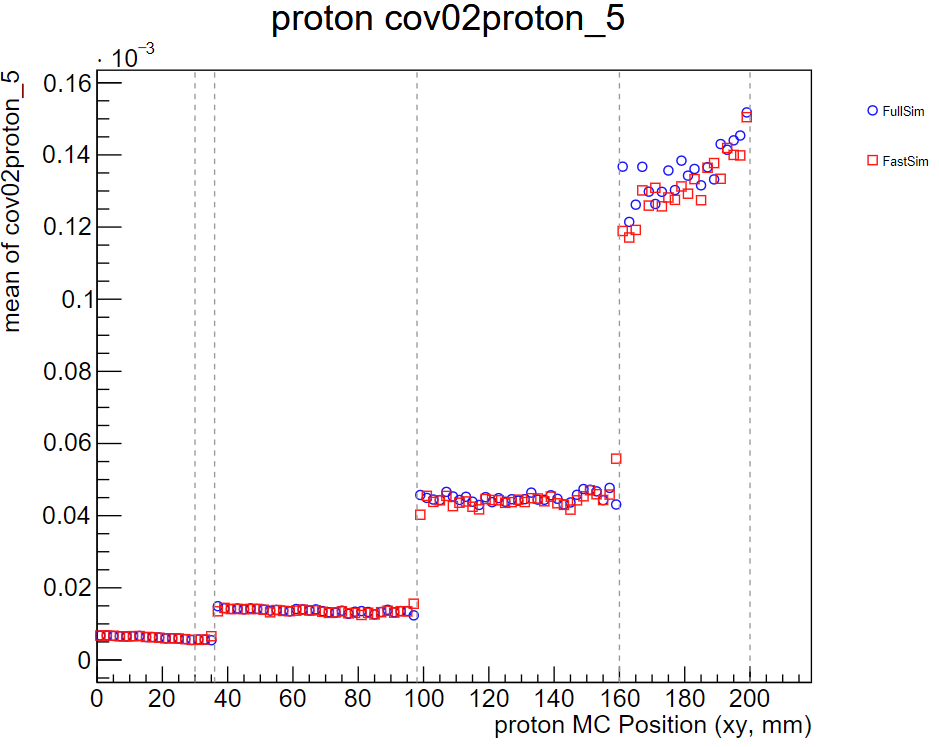 proton cov02proton_5
· 10⁻³
mean of cov02proton_5
0.16
0.14
0.12
0.1
0.08
0.06
0.04
0.02
0
0 20 40 60 80 100 120 140 160 180 200
proton MC Position (xy, mm)
FullSim
FastSim